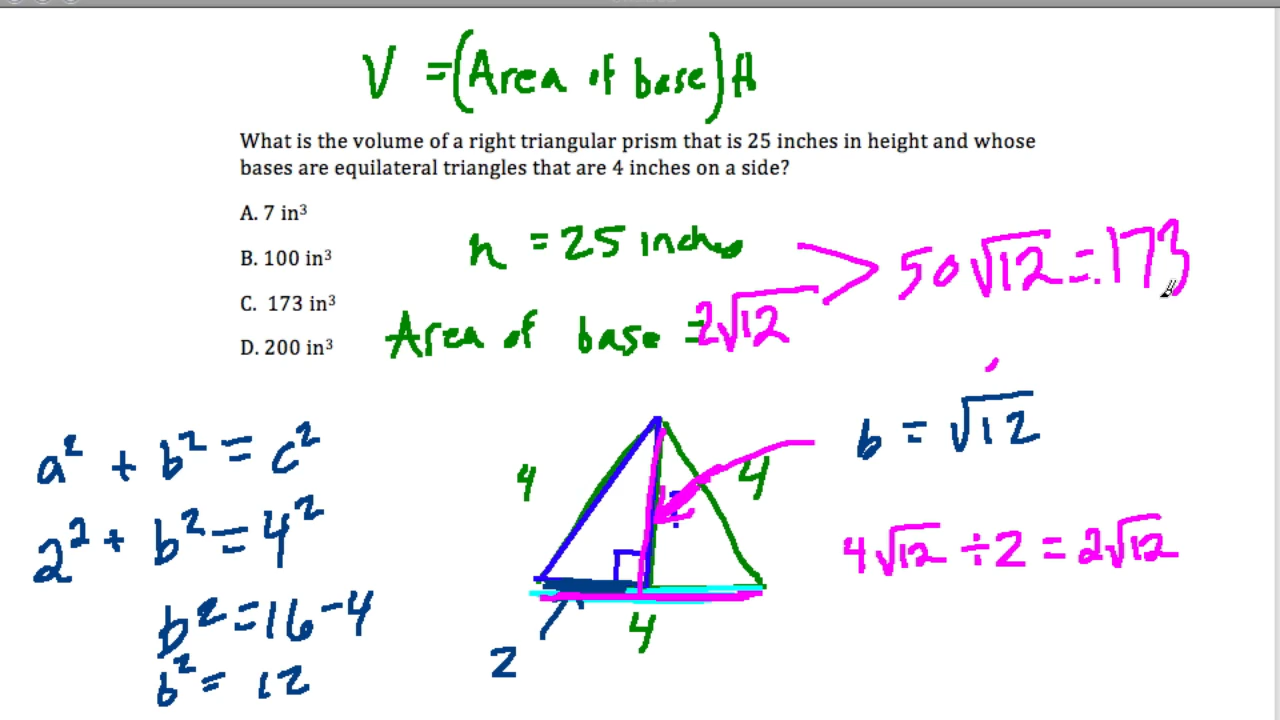 V = (Area of base) h
What is the volume of a right triangular prism that is 25 inches in height and whose
bases are equilateral triangles that are 4 inches on a side?
A. 7 in³
B. 100 in³
C. 173 in³
D. 200 in³
h = 25 inches
Area of base = 2√12
50√12 = 173
a² + b² = c²
2² + b² = 4²
b² = 16 - 4
b² = 12
4
4
?
4
2
b = √12
4√12 ÷ 2 = 2√12